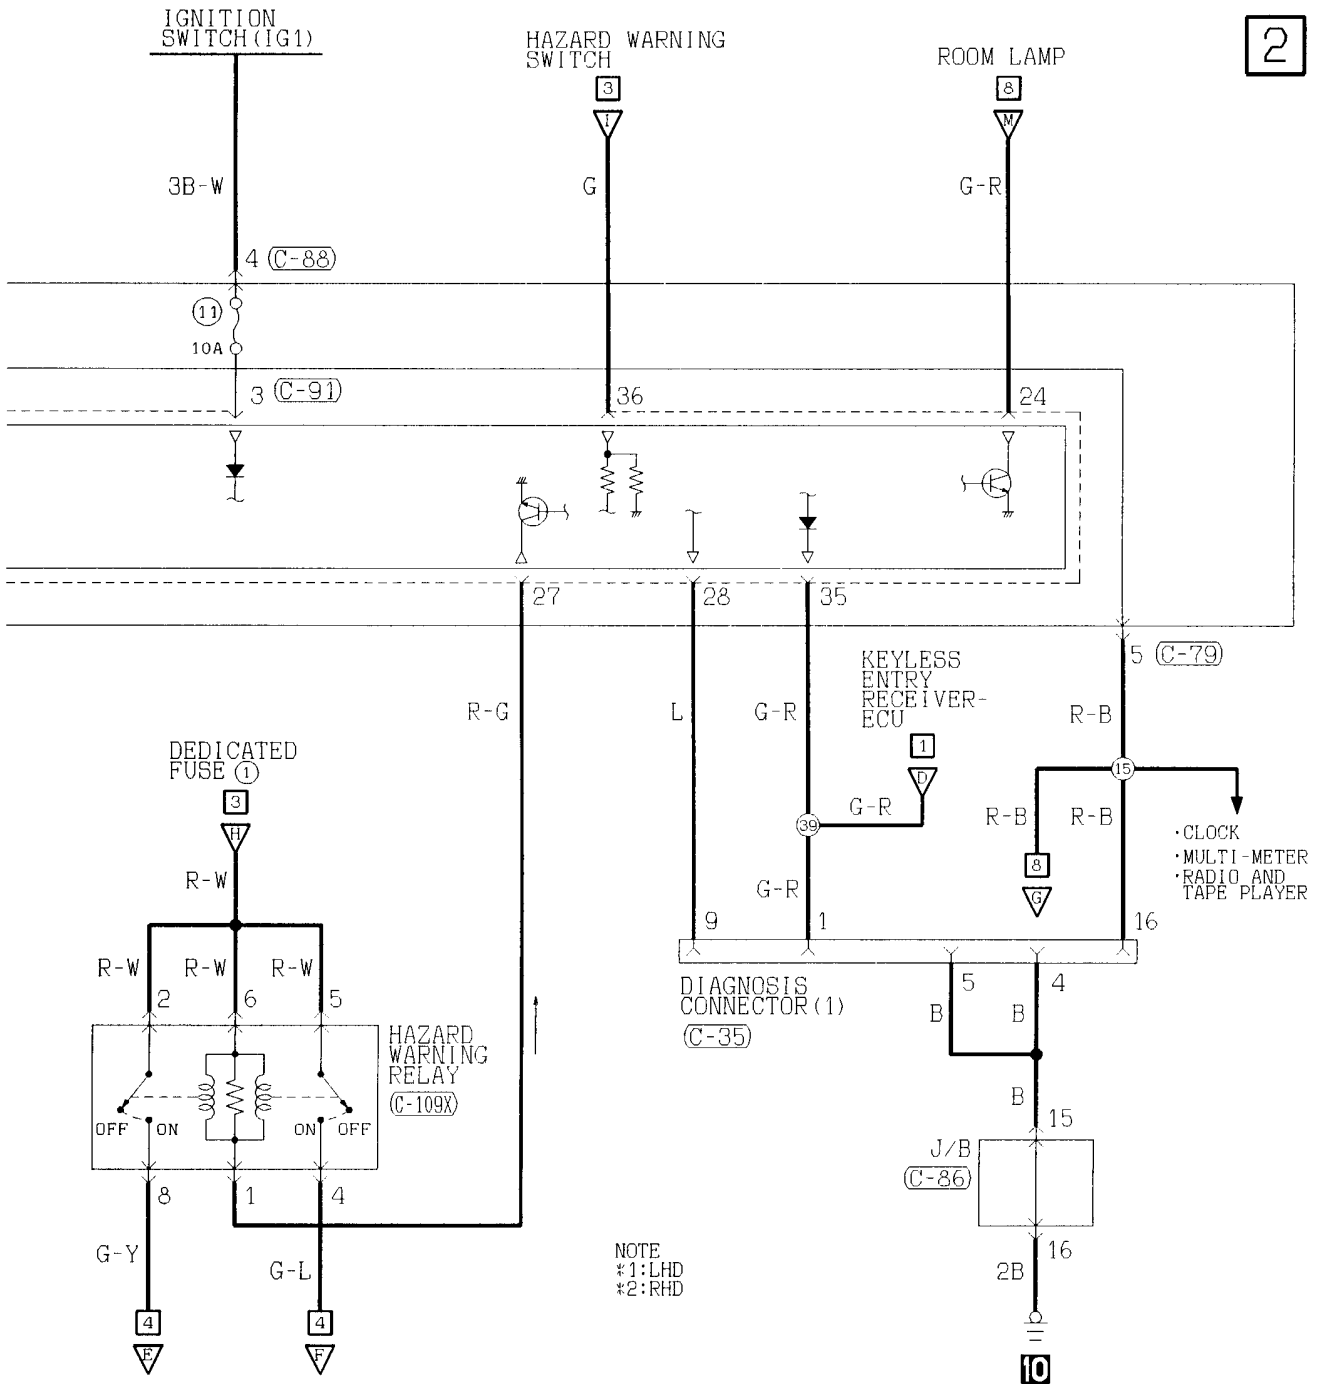 IGNITION
SWITCH(IG1)
HAZARD WARNING
SWITCH
ROOM LAMP
2
3
8
I
M
3B-W
G
G-R
4 (C-88)
11
10A
3 (C-91)
36
24
27
28
35
5 (C-79)
KEYLESS
ENTRY
RECEIVER-
ECU
R-G
L
G-R
R-B
1
D
DEDICATED
FUSE 1
3
H
15
G-R
39
R-B
R-B
·CLOCK
·MULTI-METER
·RADIO AND
TAPE PLAYER
8
G
R-W
G-R
9
1
16
R-W
R-W
R-W
2
6
5
DIAGNOSIS
CONNECTOR(1)
(C-35)
5
4
B
B
HAZARD
WARNING
RELAY
(C-109X)
OFF
ON
ON
OFF
B
15
J/B
(C-86)
8
1
4
16
G-Y
G-L
2B
NOTE
*1:LHD
*2:RHD
4
4
E
F
10